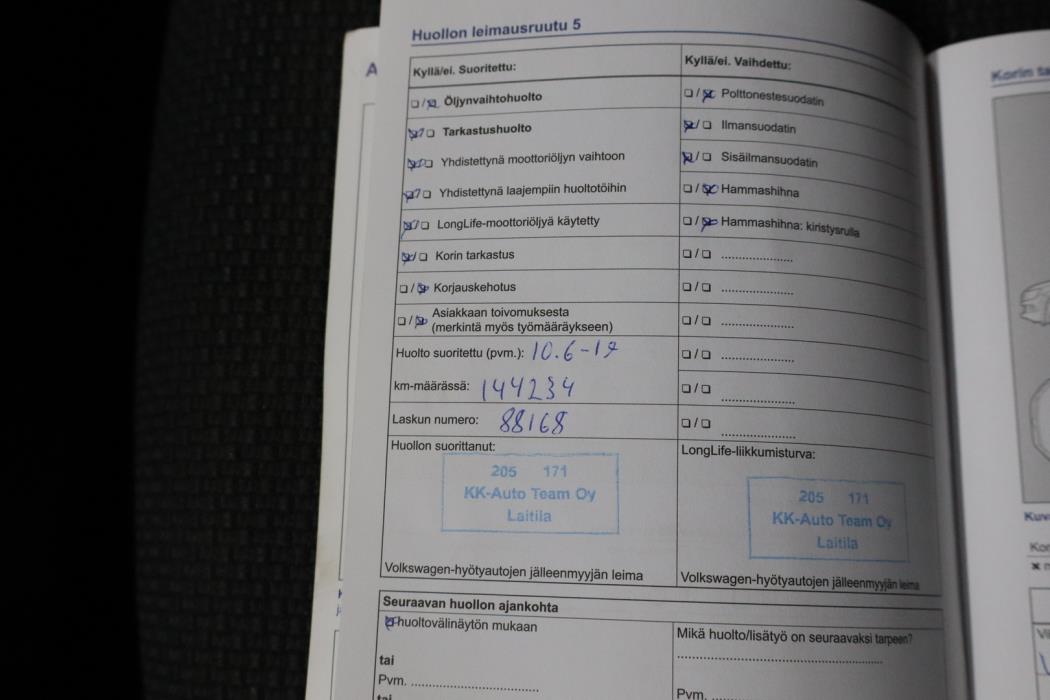 Huollon leimausruutu 5
Kyllä/ei. Suoritettu:
❑/❑ Öljynvaihtohuolto
❑/❑ Tarkastushuolto
❑/❑ Yhdistettynä moottoriöljyn vaihtoon
❑/❑ Yhdistettynä laajempiin huoltotöihin
❑/❑ LongLife-moottoriöljyä käytetty
❑/❑ Korin tarkastus
❑/❑ Korjauskehotus
❑/❑ Asiakkaan toivomuksesta
(merkintä myös työmääräykseen)
Huolto suoritettu (pvm.): 10.6-17
km-määrässä: 144234
Laskun numero: 88168
Huollon suorittanut:
205 171
KK-Auto Team Oy
Laitila
Volkswagen-hyötyautojen jälleenmyyjän leima
Kyllä/ei. Vaihdettu:
❑/❑ Polttonestesuodatin
❑/❑ Ilmansuodatin
❑/❑ Sisäilmansuodatin
❑/❑ Hammashihna
❑/❑ Hammashihna: kiristysrulla
❑/❑ ....................
❑/❑ ....................
❑/❑ ....................
❑/❑ ....................
❑/❑ ....................
❑/❑ ....................
LongLife-liikkumisturva:
205 171
KK-Auto Team Oy
Laitila
Volkswagen-hyötyautojen jälleenmyyjän leima
Seuraavan huollon ajankohta
huoltovälinäytön mukaan
tai
Pvm. ..............................
tai
Mikä huolto/lisätyö on seuraavaksi tarpeen?
..................................................
Pvm.
A
Korin